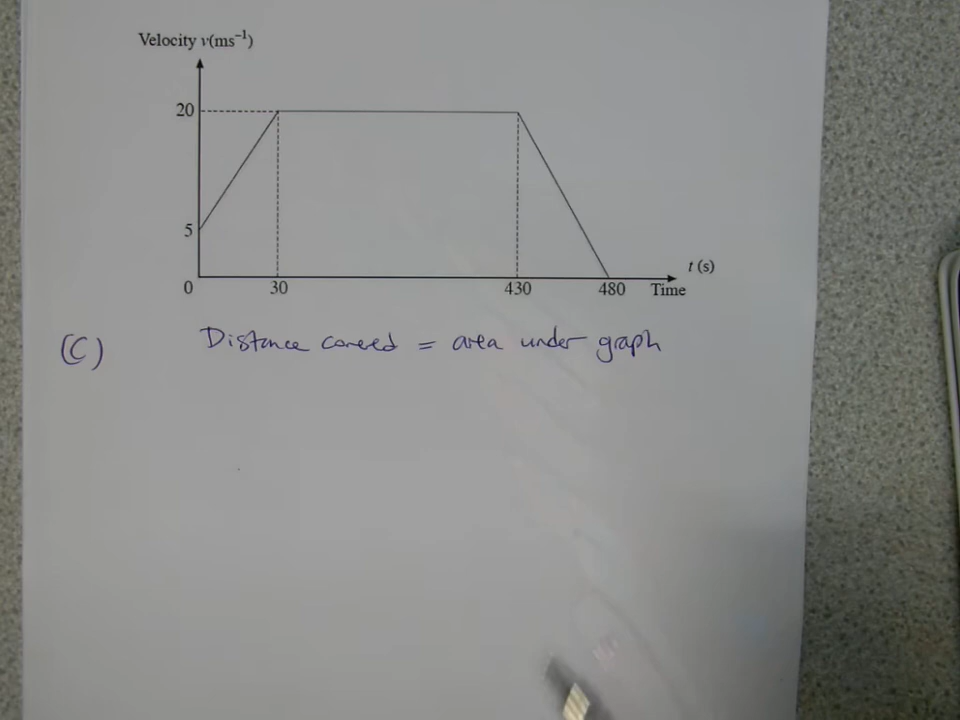 Velocity v(ms⁻¹)
20
5
t (s)
0 30 430 480 Time
(C) Distance covered = area under graph